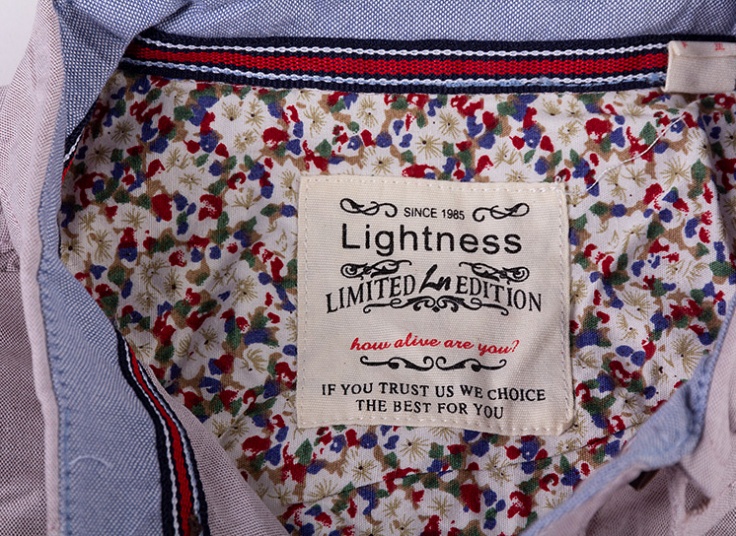 SINCE 1985
Lightness
LIMITED Ln EDITION
how alive are you?
IF YOU TRUST US WE CHOICE
THE BEST FOR YOU